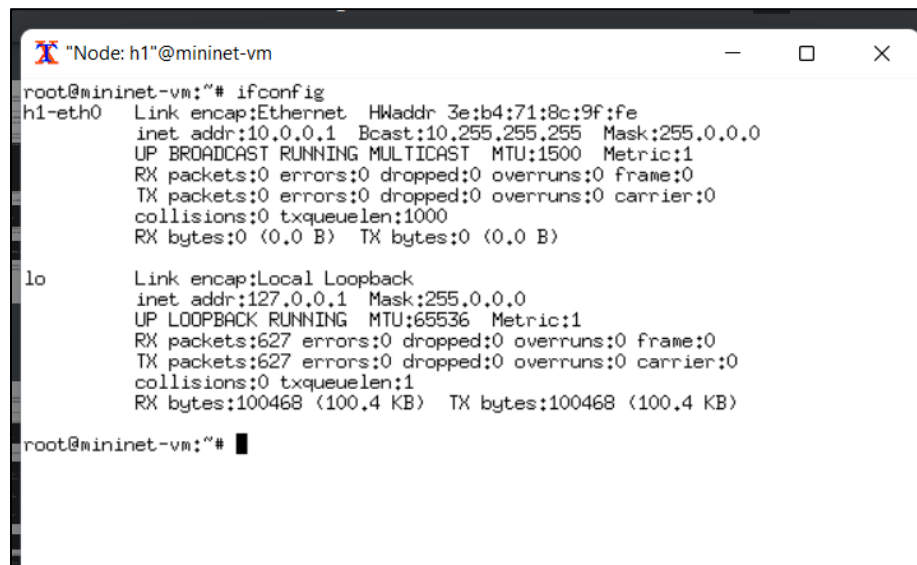 "Node: h1"@mininet-vm
root@mininet-vm:~# ifconfig
h1-eth0   Link encap:Ethernet  HWaddr 3e:b4:71:8c:9f:fe
          inet addr:10.0.0.1  Bcast:10.255.255.255  Mask:255.0.0.0
          UP BROADCAST RUNNING MULTICAST  MTU:1500  Metric:1
          RX packets:0 errors:0 dropped:0 overruns:0 frame:0
          TX packets:0 errors:0 dropped:0 overruns:0 carrier:0
          collisions:0 txqueuelen:1000
          RX bytes:0 (0.0 B)  TX bytes:0 (0.0 B)
lo        Link encap:Local Loopback
          inet addr:127.0.0.1  Mask:255.0.0.0
          UP LOOPBACK RUNNING  MTU:65536  Metric:1
          RX packets:627 errors:0 dropped:0 overruns:0 frame:0
          TX packets:627 errors:0 dropped:0 overruns:0 carrier:0
          collisions:0 txqueuelen:1
          RX bytes:100468 (100.4 KB)  TX bytes:100468 (100.4 KB)
root@mininet-vm:~#